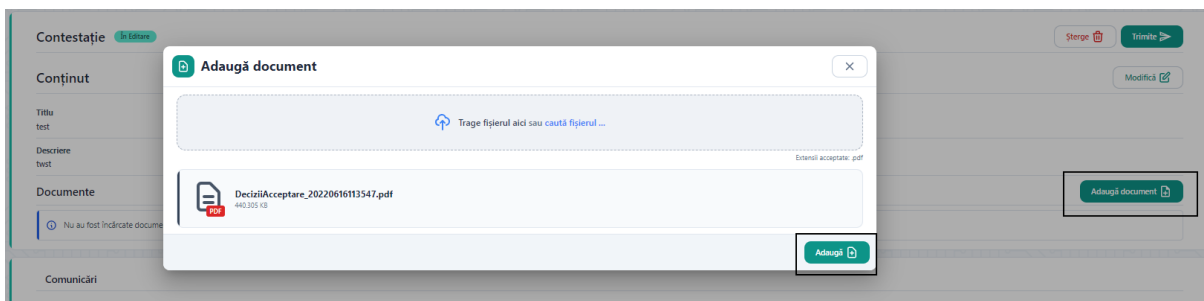 Contestație În Editare
Șterge Trimite
Adaugă document
Conținut
Modifică
Trage fișierul aici sau caută fișierul ...
Titlu
test
Extensii acceptate: .pdf
Descriere
twst
Documente
DeciziiAcceptare_20220616113547.pdf
440.305 KB
PDF
Adaugă document
Nu au fost încărcate docume
Adaugă
Comunicări